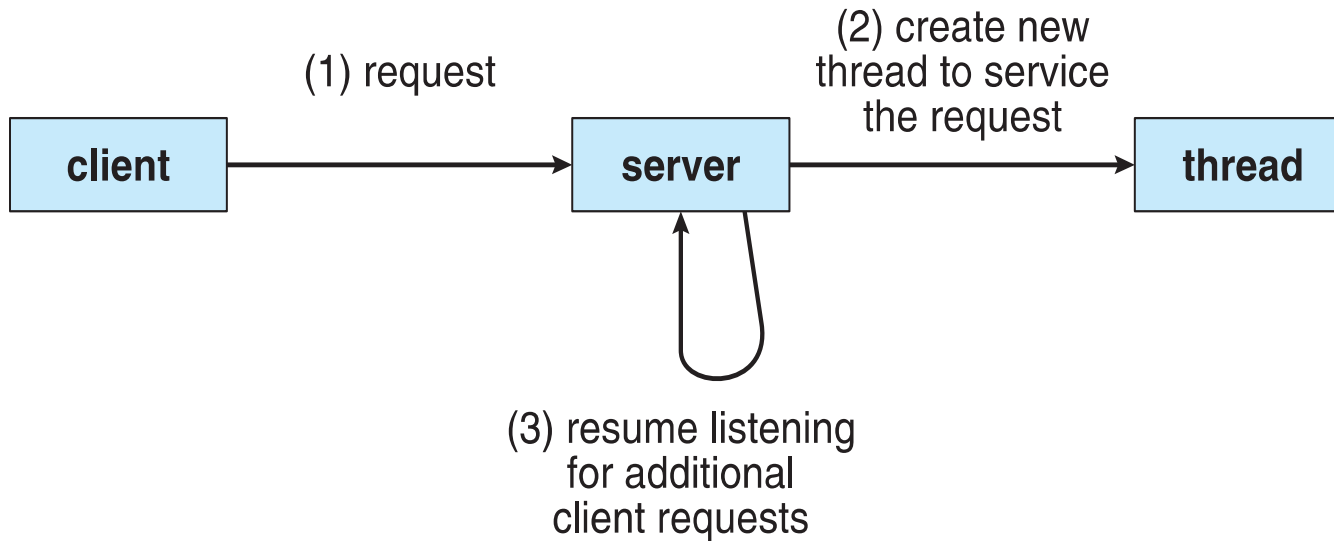 (1) request
(2) create new
thread to service
the request
client
server
thread
(3) resume listening
for additional
client requests